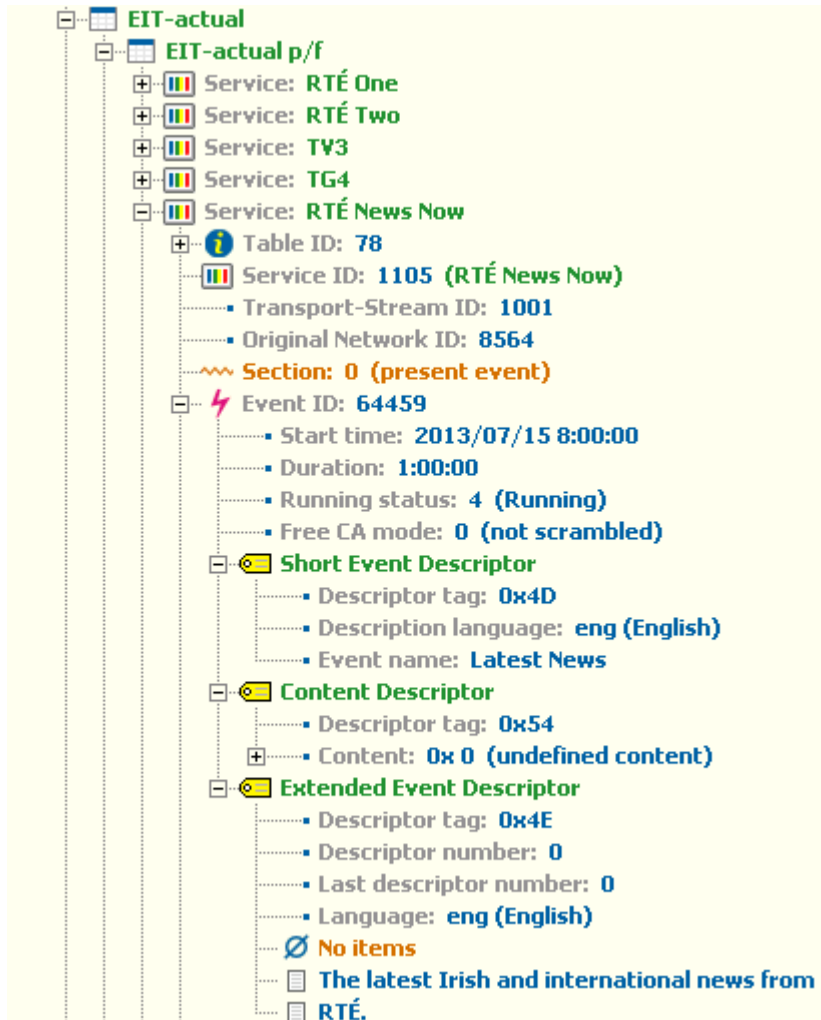 EIT-actual
EIT-actual p/f
Service: RTÉ One
Service: RTÉ Two
Service: TV3
Service: TG4
Service: RTÉ News Now
Table ID: 78
Service ID: 1105 (RTÉ News Now)
Transport-Stream ID: 1001
Original Network ID: 8564
Section: 0 (present event)
Event ID: 64459
Start time: 2013/07/15 8:00:00
Duration: 1:00:00
Running status: 4 (Running)
Free CA mode: 0 (not scrambled)
Short Event Descriptor
Descriptor tag: 0x4D
Description language: eng (English)
Event name: Latest News
Content Descriptor
Descriptor tag: 0x54
Content: 0x 0 (undefined content)
Extended Event Descriptor
Descriptor tag: 0x4E
Descriptor number: 0
Last descriptor number: 0
Language: eng (English)
No items
The latest Irish and international news from
RTÉ.